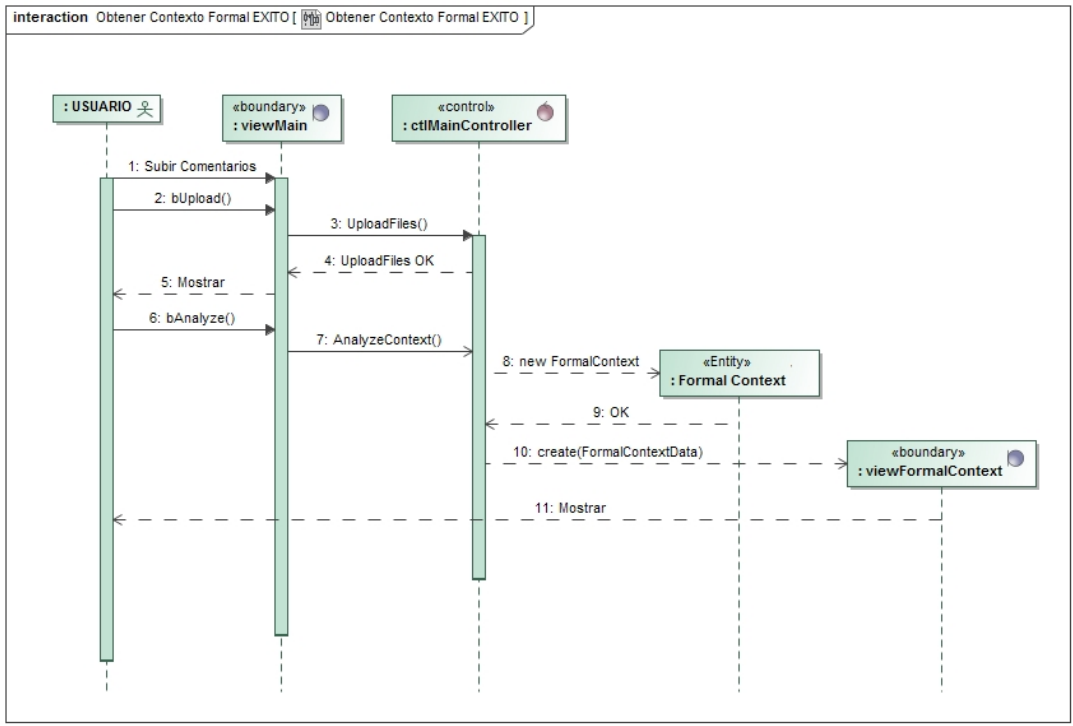 interaction Obtener Contexto Formal EXITO [ Obtener Contexto Formal EXITO ]
: USUARIO
«boundary»
: viewMain
«control»
: ctlMainController
1: Subir Comentarios
2: bUpload()
3: UploadFiles()
4: UploadFiles OK
5: Mostrar
6: bAnalyze()
7: AnalyzeContext()
8: new FormalContext
«Entity»
: Formal Context
9: OK
10: create(FormalContextData)
«boundary»
: viewFormalContext
11: Mostrar